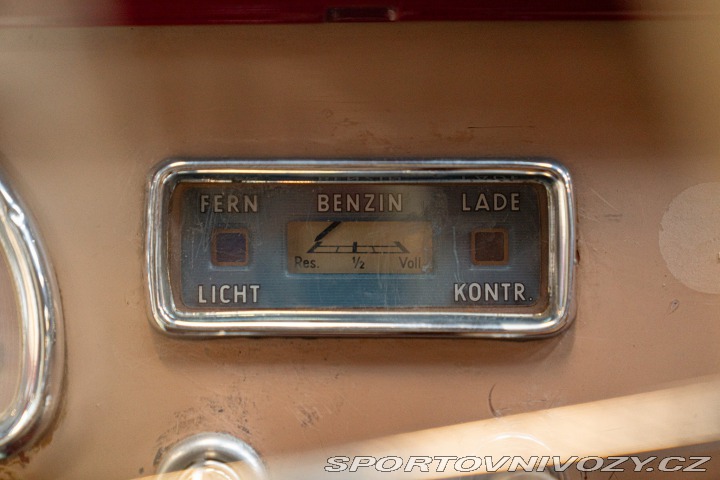 FERN BENZIN LADE
Res. ½ Voll
LICHT KONTR.
SPORTOVNIVOZY.CZ